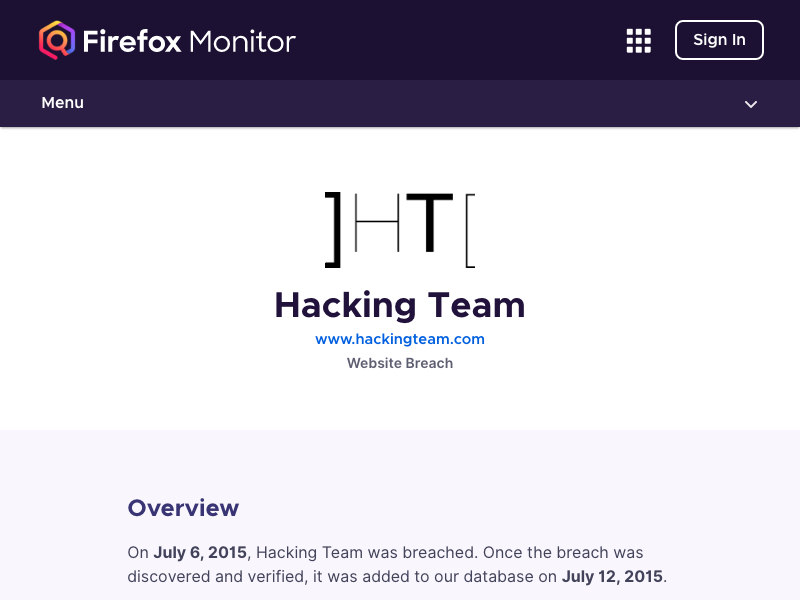 Firefox Monitor
Sign In
Menu
]HT[
Hacking Team
www.hackingteam.com
Website Breach
Overview
On July 6, 2015, Hacking Team was breached. Once the breach was
discovered and verified, it was added to our database on July 12, 2015.